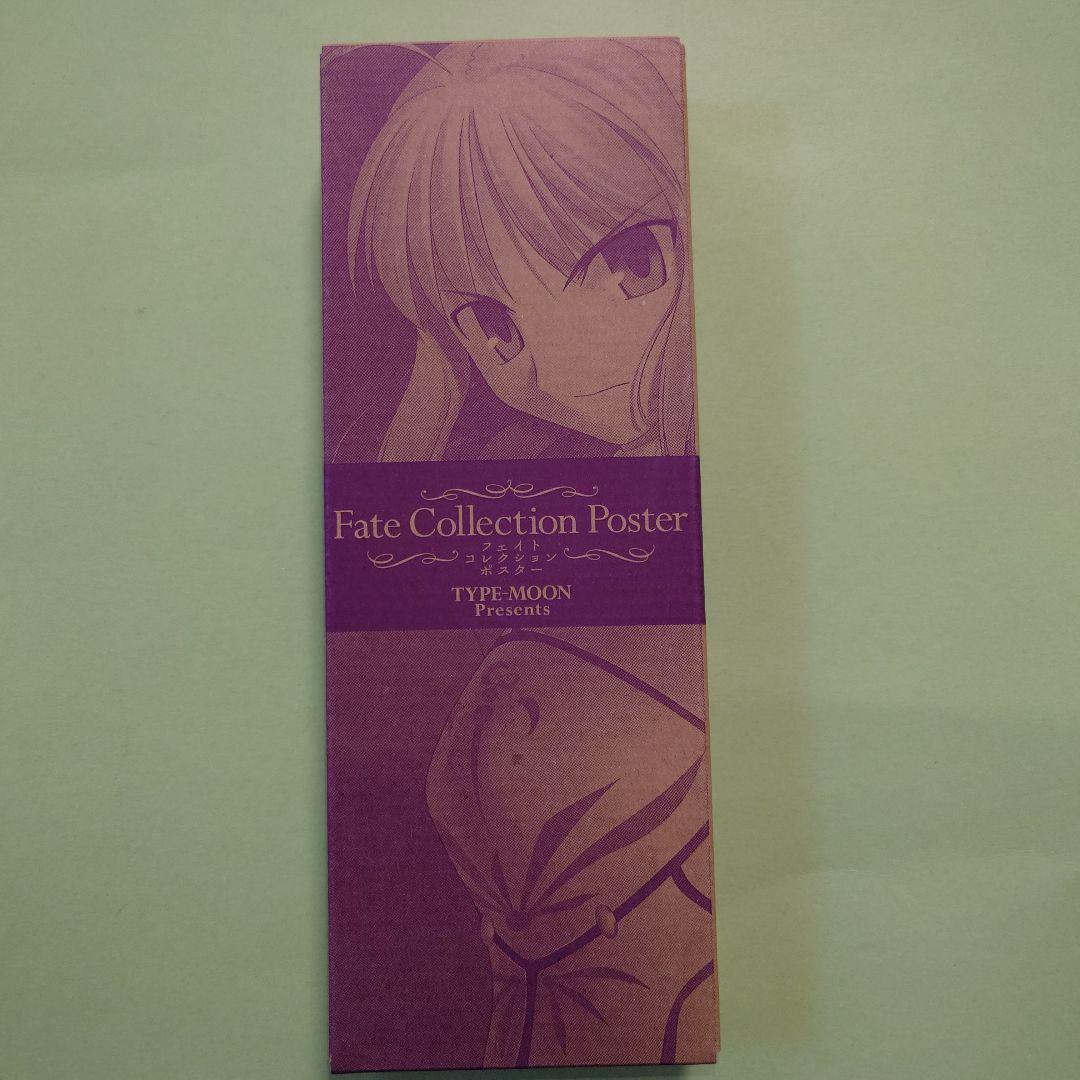 Fate Collection Poster
フェイト
コレクション
ポスター
TYPE-MOON
Presents